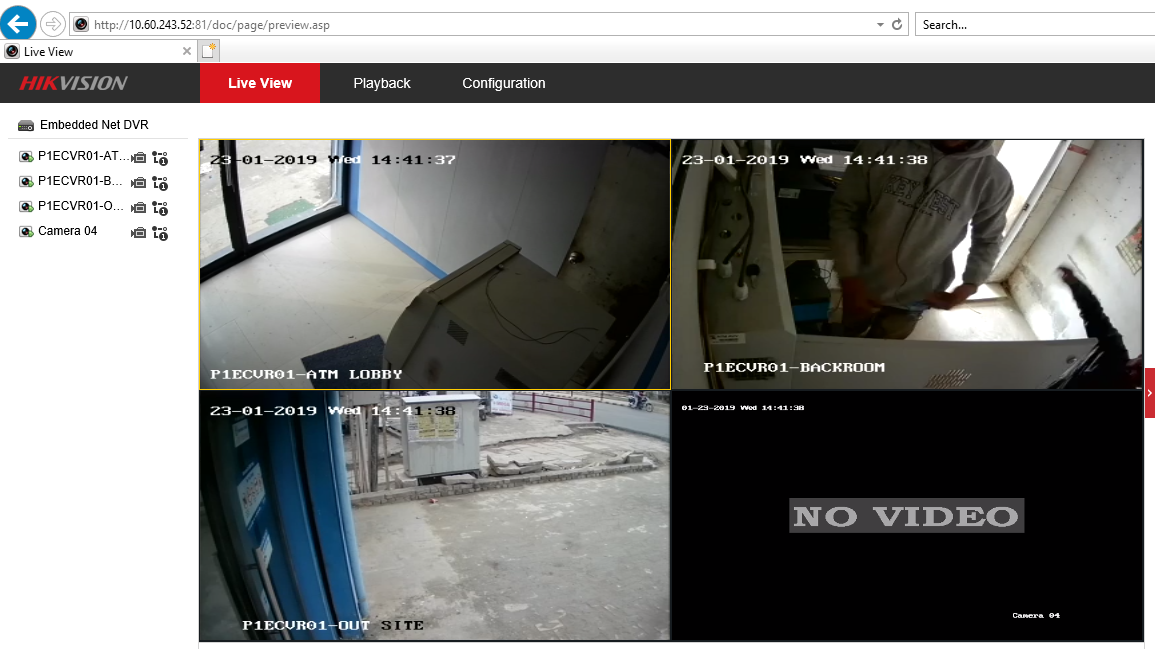 http://10.60.243.52:81/doc/page/preview.asp
Search...
Live View
HIKVISION
Live View
Playback
Configuration
Embedded Net DVR
P1ECVR01-AT...
P1ECVR01-B...
P1ECVR01-O...
Camera 04
23-01-2019 Wed 14:41:37
P1ECVR01-ATM LOBBY
23-01-2019 Wed 14:41:38
P1ECVR01-BACKROOM
23-01-2019 Wed 14:41:38
P1ECVR01-OUT SITE
01-23-2019 Wed 14:41:38
NO VIDEO
Camera 04